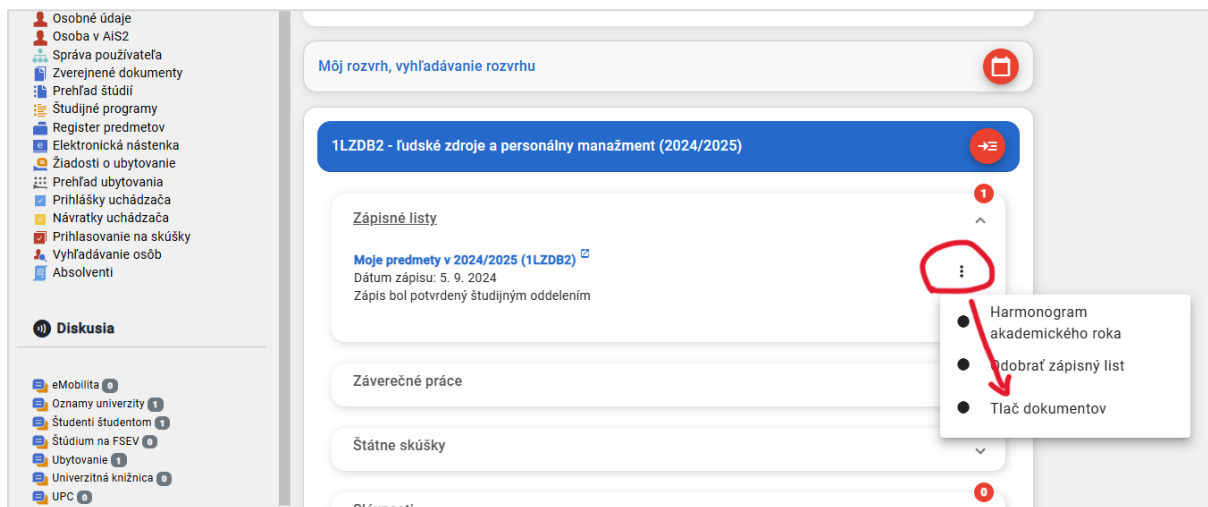 Osobné údaje
Osoba v AiS2
Správa používateľa
Zverejnené dokumenty
Prehľad štúdií
Študijné programy
Register predmetov
Elektronická nástenka
Žiadosti o ubytovanie
Prehľad ubytovania
Prihlášky uchádzača
Návratky uchádzača
Prihlasovanie na skúšky
Vyhľadávanie osôb
Absolventi
Diskusia
eMobilita 0
Oznamy univerzity 1
Študenti študentom 1
Štúdium na FSEV 0
Ubytovanie 1
Univerzitná knižnica 0
UPC 0
Môj rozvrh, vyhľadávanie rozvrhu
1LZDB2 - ľudské zdroje a personálny manažment (2024/2025)
1
Zápisné listy
Moje predmety v 2024/2025 (1LZDB2)
Dátum zápisu: 5. 9. 2024
Zápis bol potvrdený študijným oddelením
Harmonogram
akademického roka
Odobrať zápisný list
Tlač dokumentov
Záverečné práce
Štátne skúšky
0